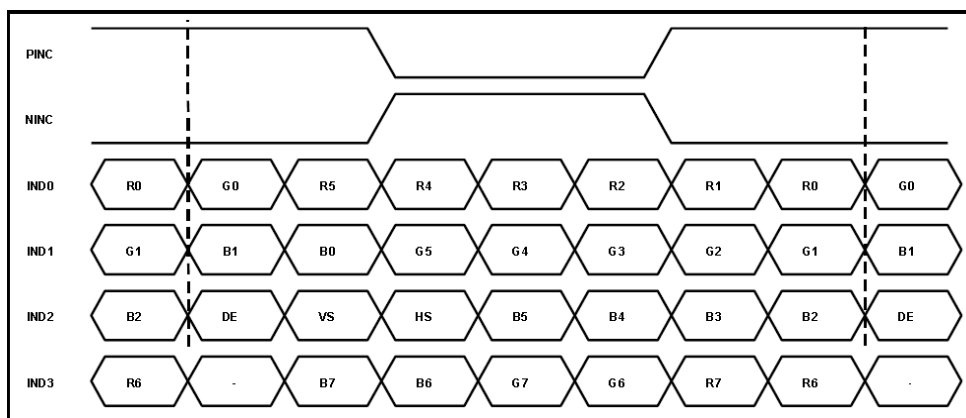 PINC
NINC
IND0 R0 G0 R5 R4 R3 R2 R1 R0 G0
IND1 G1 B1 B0 G5 G4 G3 G2 G1 B1
IND2 B2 DE VS HS B5 B4 B3 B2 DE
IND3 R6 - B7 B6 G7 G6 R7 R6 -